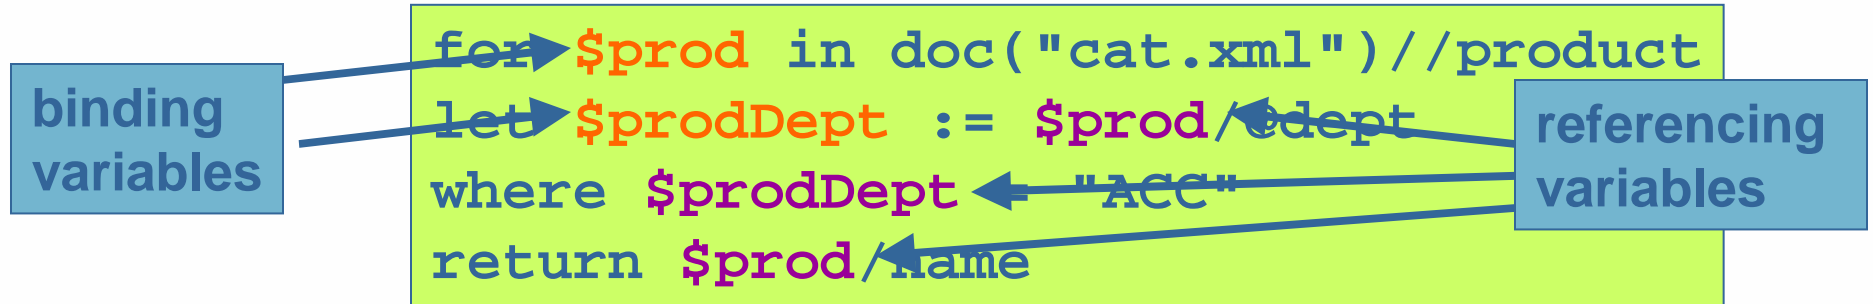 binding
variables
for $prod in doc("cat.xml")//product
let $prodDept := $prod/@dept
where $prodDept = "ACC"
return $prod/name
referencing
variables